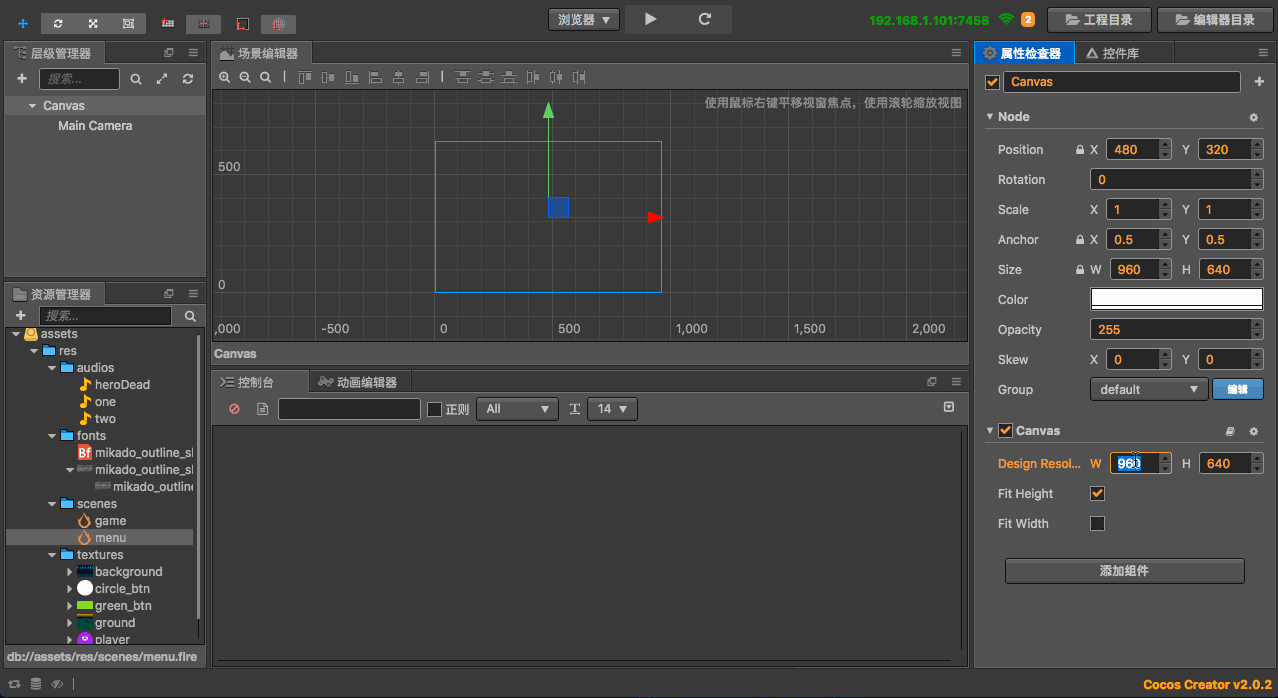 浏览器
192.168.1.101:7456
2
工程目录
编辑器目录
层级管理器
搜索...
Canvas
Main Camera
资源管理器
搜索...
assets
res
audios
heroDead
one
two
fonts
Bf mikado_outline_sl
mikado_outline_sl
mikado_outline
scenes
game
menu
textures
background
circle_btn
green_btn
ground
player
db://assets/res/scenes/menu.fire
场景编辑器
使用鼠标右键平移视窗焦点，使用滚轮缩放视图
500
0
,000 -500 0 500 1,000 1,500 2,000
Canvas
控制台
动画编辑器
正则
All
14
属性检查器
控件库
Canvas
Node
Position X 480 Y 320
Rotation 0
Scale X 1 Y 1
Anchor X 0.5 Y 0.5
Size W 960 H 640
Color
Opacity 255
Skew X 0 Y 0
Group default 编辑
Canvas
Design Resol... W 960 H 640
Fit Height
Fit Width
添加组件
Cocos Creator v2.0.2